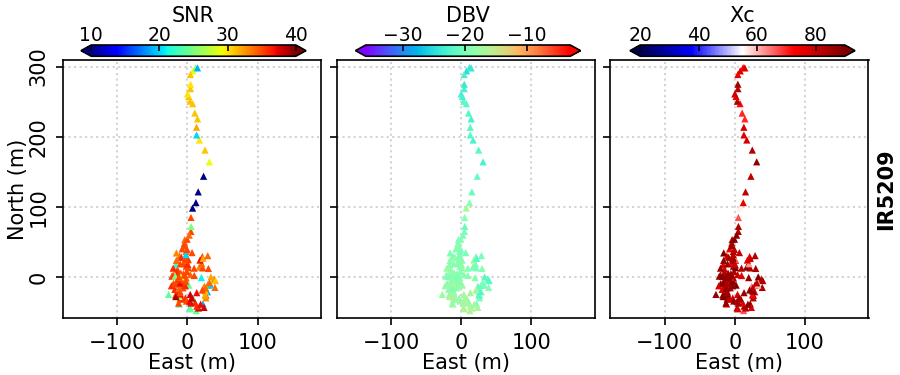 SNR DBV Xc
10 20 30 40 −30 −20 −10 20 40 60 80
300
200
100
0
North (m)
−100 0 100 −100 0 100 −100 0 100
East (m) East (m) East (m)
IR5209